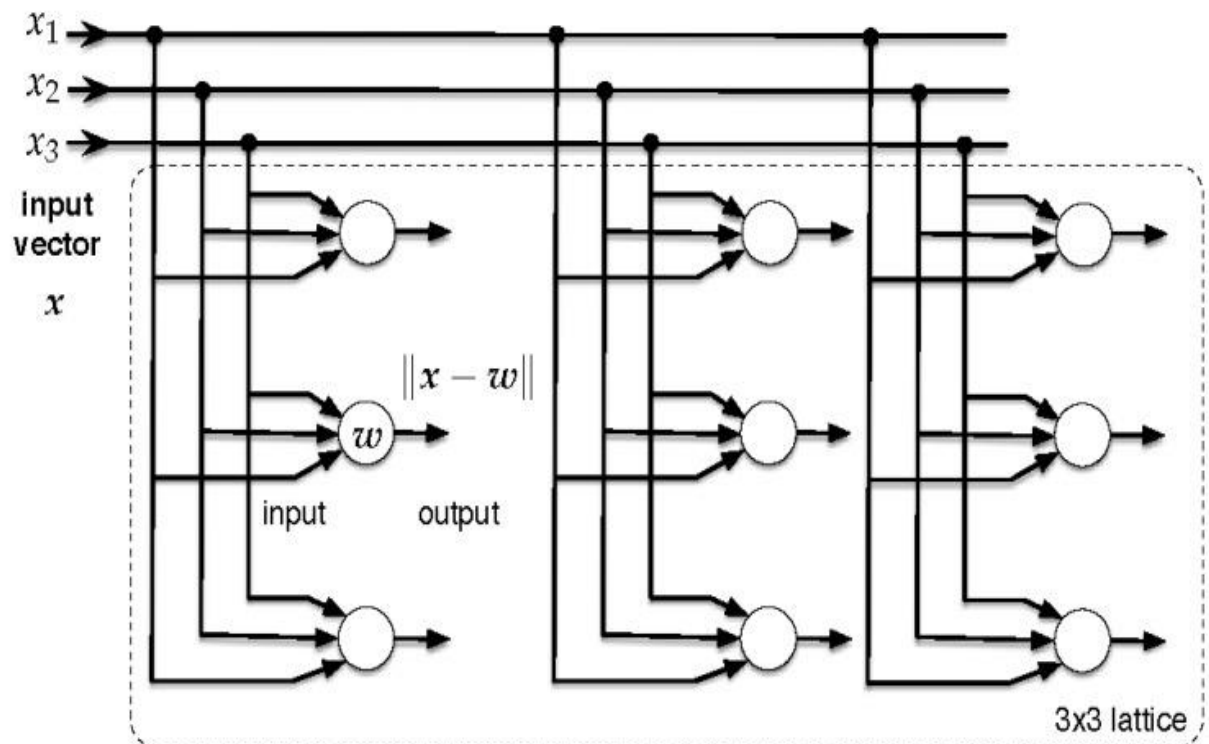 x₁
x₂
x₃
input
vector
x
‖x − w‖
w
input
output
3x3 lattice